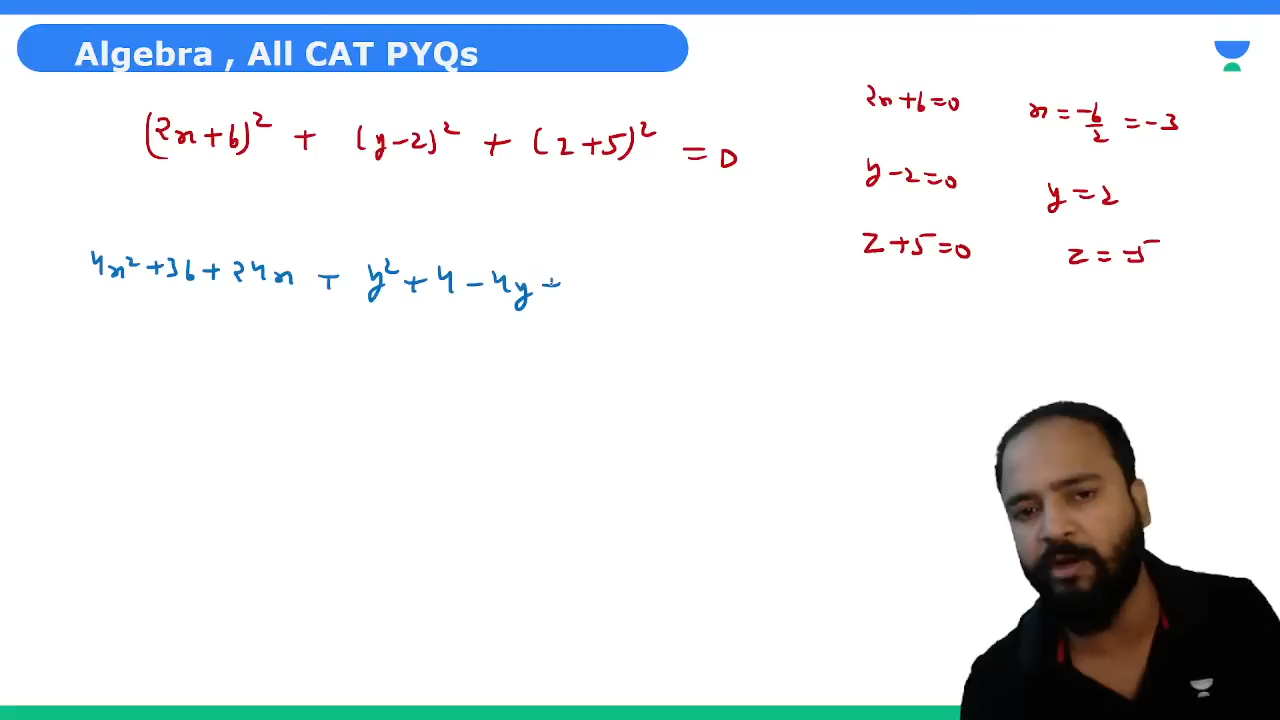 Algebra , All CAT PYQs
(2x+6)² + (y-2)² + (z+5)² = 0
2x+6=0 x = -6/2 = -3
y-2=0 y = 2
z+5=0 z = -5
4x²+36+24x + y²+4-4y+